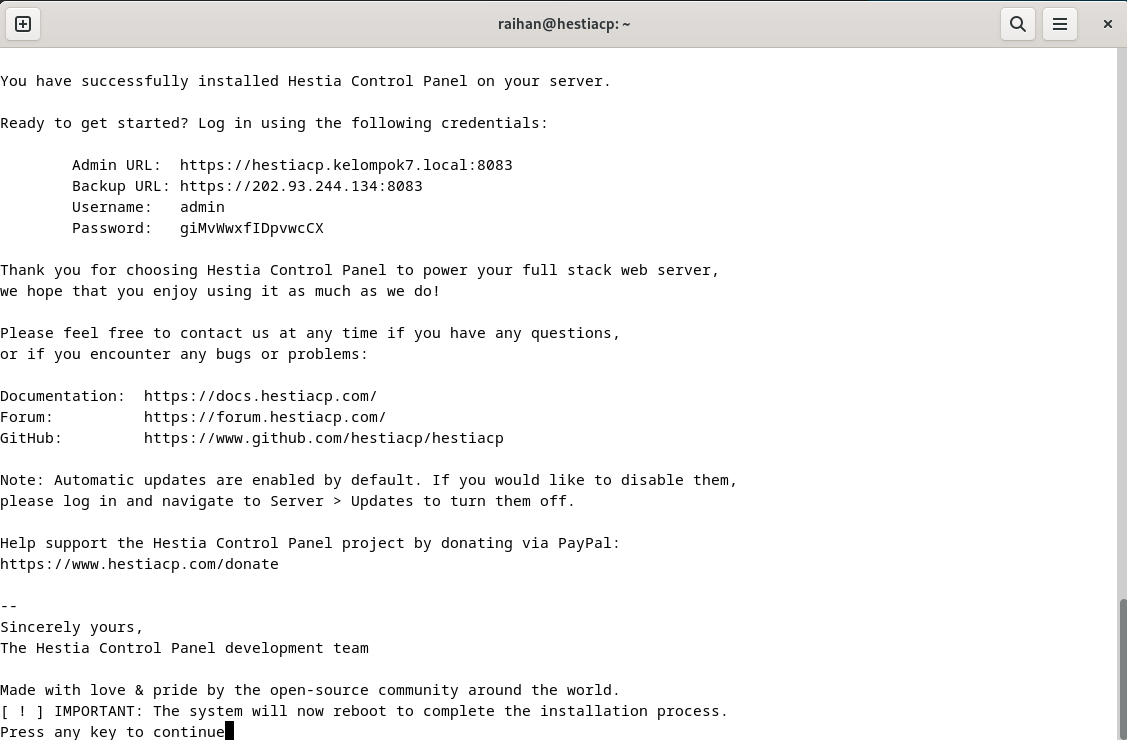 raihan@hestiacp: ~
You have successfully installed Hestia Control Panel on your server.
Ready to get started? Log in using the following credentials:
Admin URL: https://hestiacp.kelompok7.local:8083
Backup URL: https://202.93.244.134:8083
Username: admin
Password: giMvWwxfIDpvwcCX
Thank you for choosing Hestia Control Panel to power your full stack web server,
we hope that you enjoy using it as much as we do!
Please feel free to contact us at any time if you have any questions,
or if you encounter any bugs or problems:
Documentation: https://docs.hestiacp.com/
Forum: https://forum.hestiacp.com/
GitHub: https://www.github.com/hestiacp/hestiacp
Note: Automatic updates are enabled by default. If you would like to disable them,
please log in and navigate to Server > Updates to turn them off.
Help support the Hestia Control Panel project by donating via PayPal:
https://www.hestiacp.com/donate
--
Sincerely yours,
The Hestia Control Panel development team
Made with love & pride by the open-source community around the world.
[ ! ] IMPORTANT: The system will now reboot to complete the installation process.
Press any key to continue